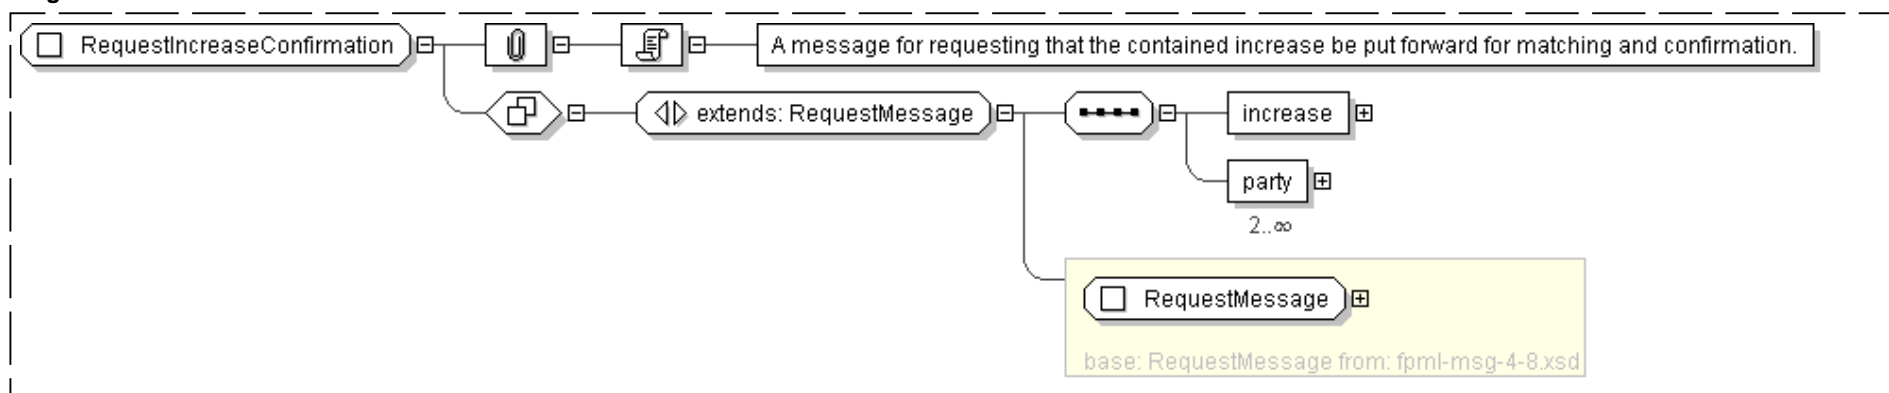 RequestIncreaseConfirmation
A message for requesting that the contained increase be put forward for matching and confirmation.
extends: RequestMessage
increase
party
2..∞
RequestMessage
base: RequestMessage from: fpml-msg-4-8.xsd